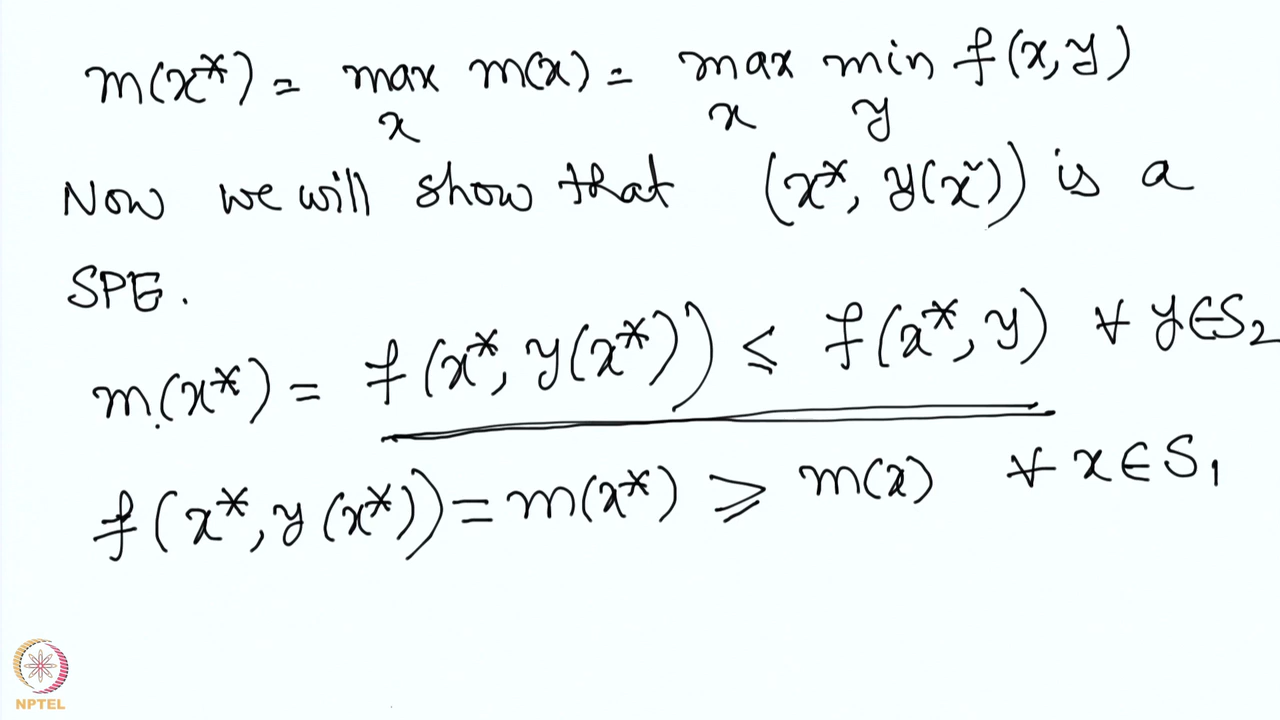 m(x*) = max m(x) = max min f(x,y)
x x y
Now we will show that (x*, y(x*)) is a
SPE.
m(x*) = f(x*, y(x*)) ≤ f(x*, y) ∀ y∈S₂
f(x*, y(x*)) = m(x*) ≥ m(x) ∀ x∈S₁
NPTEL